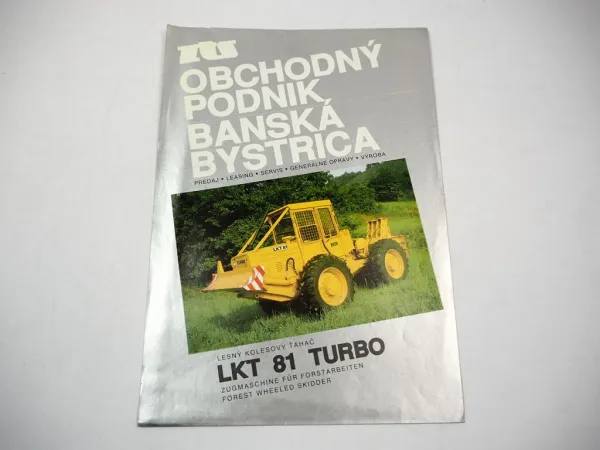 OBCHODNÝ
PODNIK
BANSKÁ
BYSTRICA
PREDAJ • LEASING • SERVIS • GENERÁLNE OPRAVY • VÝROBA
LKT 81
LESNÝ KOLESOVÝ ŤAHAČ
LKT 81 TURBO
ZUGMASCHINE FÜR FORSTARBEITEN
FOREST WHEELED SKIDDER